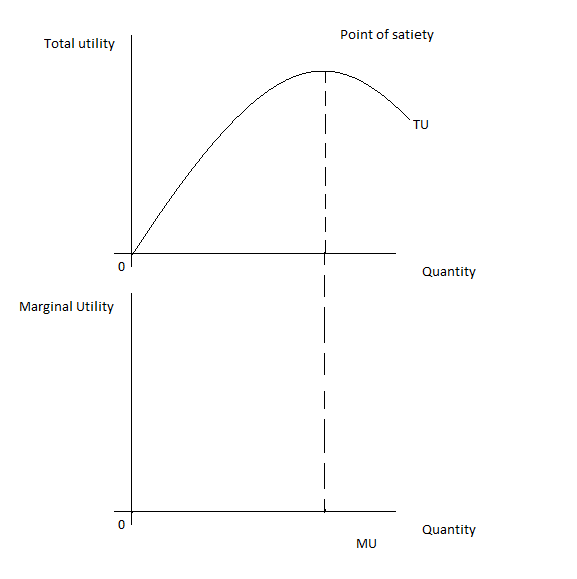 Point of satiety
Total utility
TU
0
Quantity
Marginal Utility
0
Quantity
MU